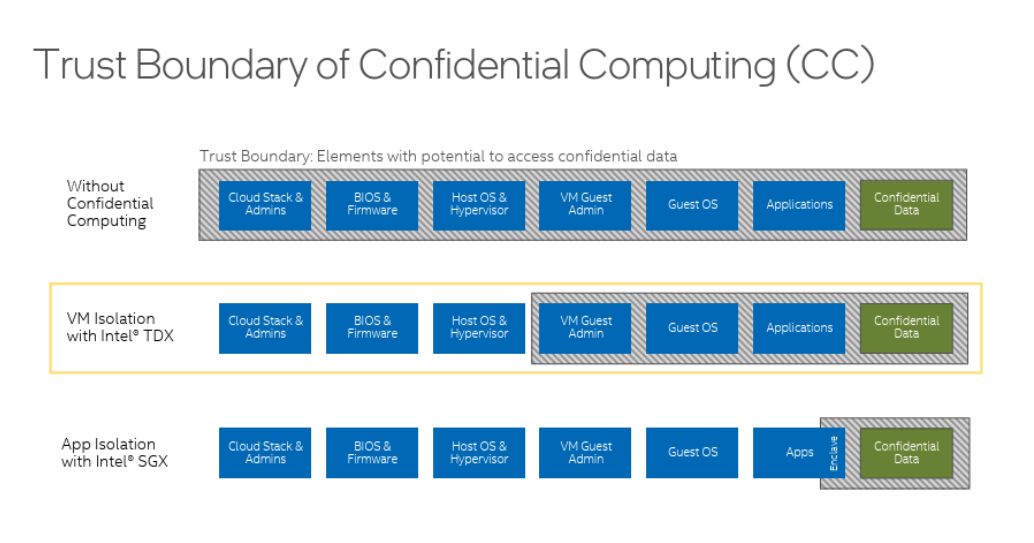 Trust Boundary of Confidential Computing (CC)
Trust Boundary: Elements with potential to access confidential data
Without
Confidential
Computing
Cloud Stack &
Admins
BIOS &
Firmware
Host OS &
Hypervisor
VM Guest
Admin
Guest OS
Applications
Confidential
Data
VM Isolation
with Intel® TDX
Cloud Stack &
Admins
BIOS &
Firmware
Host OS &
Hypervisor
VM Guest
Admin
Guest OS
Applications
Confidential
Data
App Isolation
with Intel® SGX
Cloud Stack &
Admins
BIOS &
Firmware
Host OS &
Hypervisor
VM Guest
Admin
Guest OS
Apps
Enclave
Confidential
Data